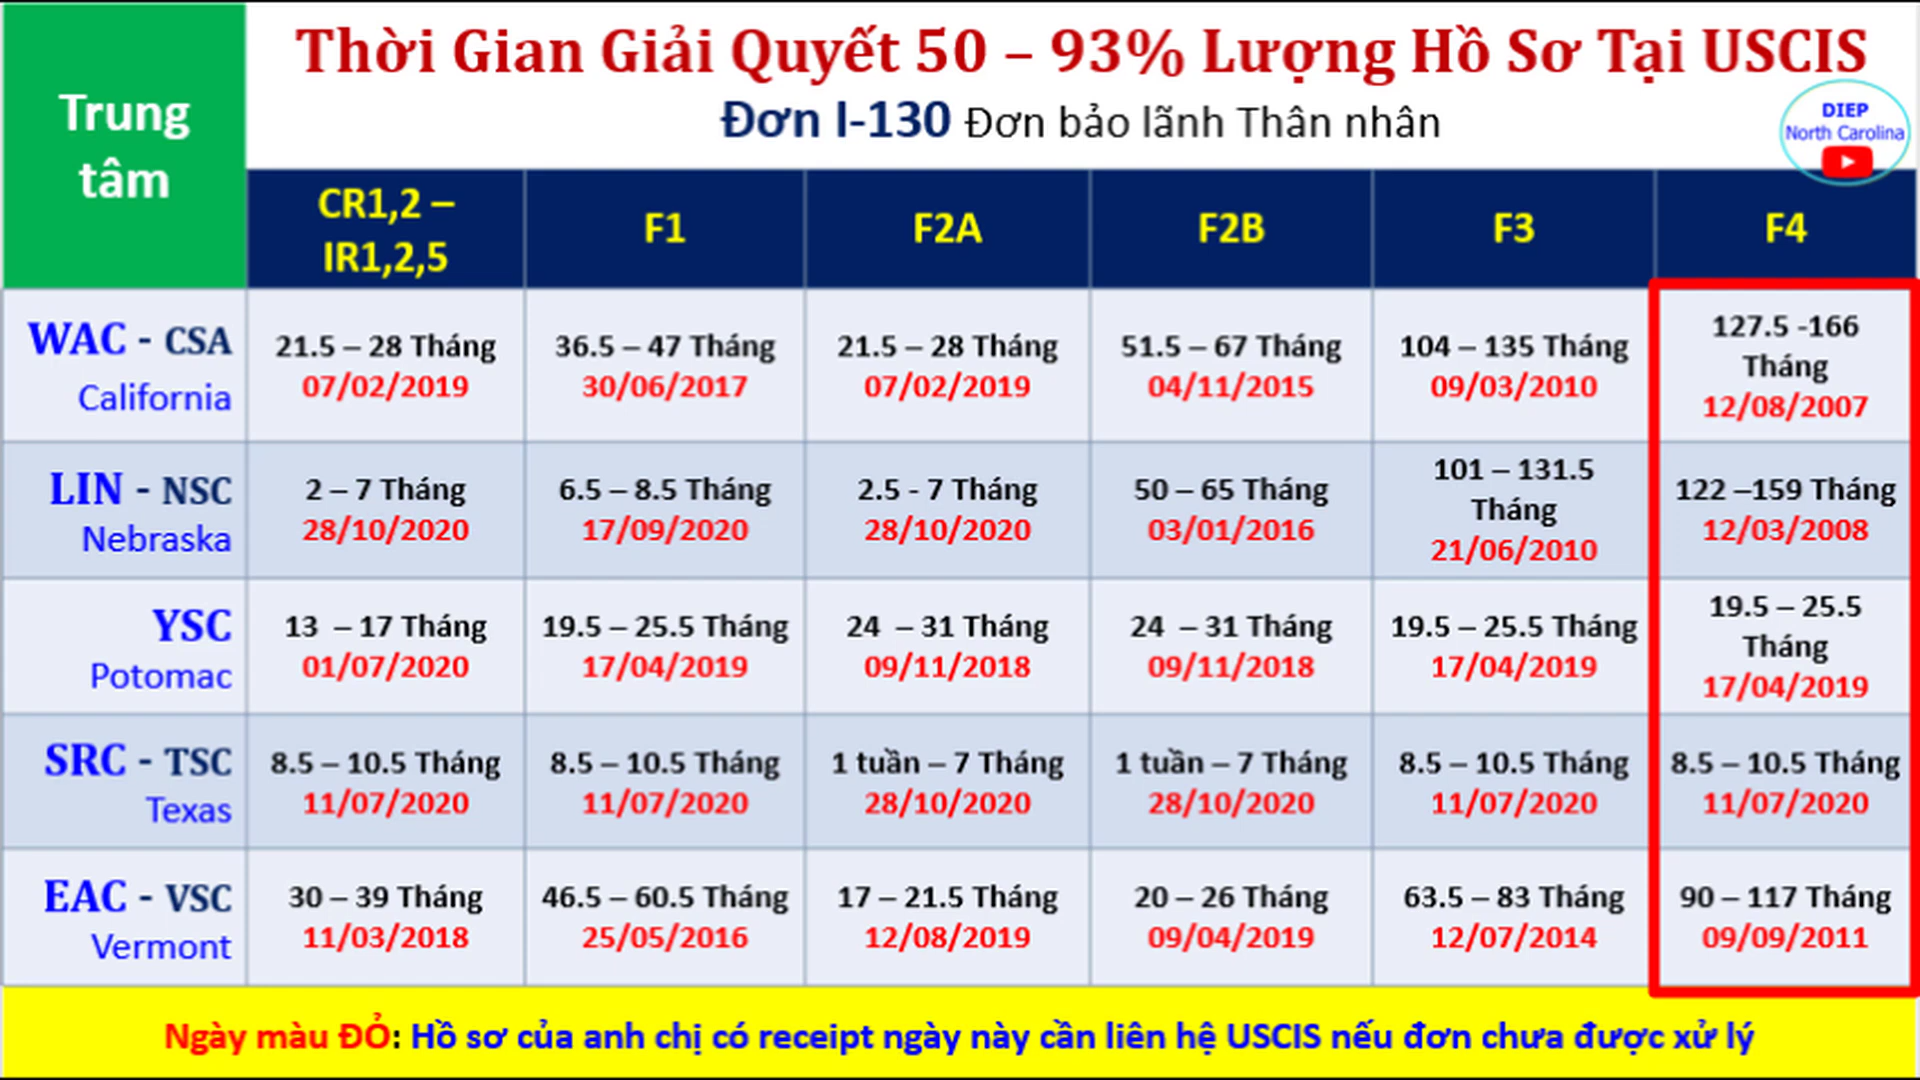 Trung
tâm
Thời Gian Giải Quyết 50 – 93% Lượng Hồ Sơ Tại USCIS
Đơn I-130 Đơn bảo lãnh Thân nhân
DIEP
North Carolina
CR1,2 –
IR1,2,5
F1
F2A
F2B
F3
F4
WAC - CSA
California
21.5 – 28 Tháng
07/02/2019
36.5 – 47 Tháng
30/06/2017
21.5 – 28 Tháng
07/02/2019
51.5 – 67 Tháng
04/11/2015
104 – 135 Tháng
09/03/2010
127.5 -166
Tháng
12/08/2007
LIN - NSC
Nebraska
2 – 7 Tháng
28/10/2020
6.5 – 8.5 Tháng
17/09/2020
2.5 - 7 Tháng
28/10/2020
50 – 65 Tháng
03/01/2016
101 – 131.5
Tháng
21/06/2010
122 –159 Tháng
12/03/2008
YSC
Potomac
13 – 17 Tháng
01/07/2020
19.5 – 25.5 Tháng
17/04/2019
24 – 31 Tháng
09/11/2018
24 – 31 Tháng
09/11/2018
19.5 – 25.5 Tháng
17/04/2019
19.5 – 25.5
Tháng
17/04/2019
SRC - TSC
Texas
8.5 – 10.5 Tháng
11/07/2020
8.5 – 10.5 Tháng
11/07/2020
1 tuần – 7 Tháng
28/10/2020
1 tuần – 7 Tháng
28/10/2020
8.5 – 10.5 Tháng
11/07/2020
8.5 – 10.5 Tháng
11/07/2020
EAC - VSC
Vermont
30 – 39 Tháng
11/03/2018
46.5 – 60.5 Tháng
25/05/2016
17 – 21.5 Tháng
12/08/2019
20 – 26 Tháng
09/04/2019
63.5 – 83 Tháng
12/07/2014
90 – 117 Tháng
09/09/2011
Ngày màu ĐỎ: Hồ sơ của anh chị có receipt ngày này cần liên hệ USCIS nếu đơn chưa được xử lý